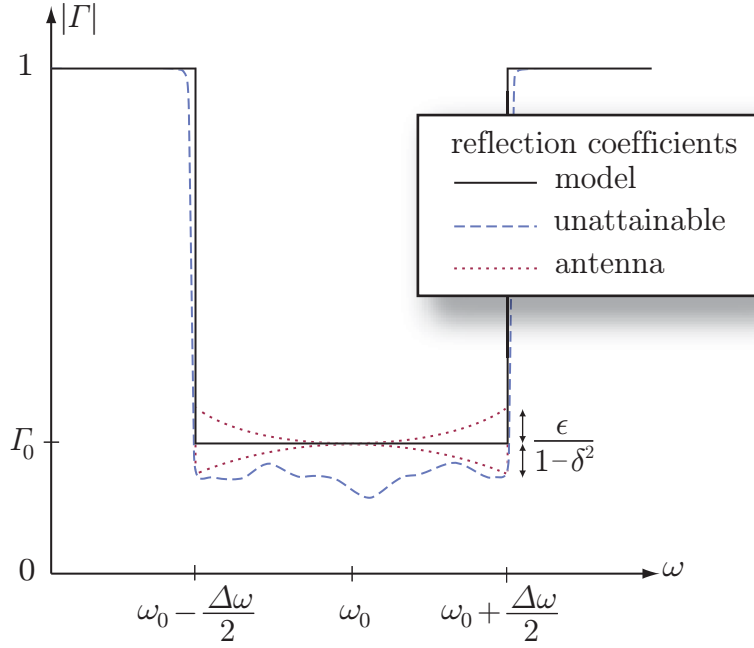 |Γ|
1
reflection coefficients
model
unattainable
antenna
Γ₀
ϵ
1−δ²
0
ω
ω₀ − Δω/2
ω₀
ω₀ + Δω/2